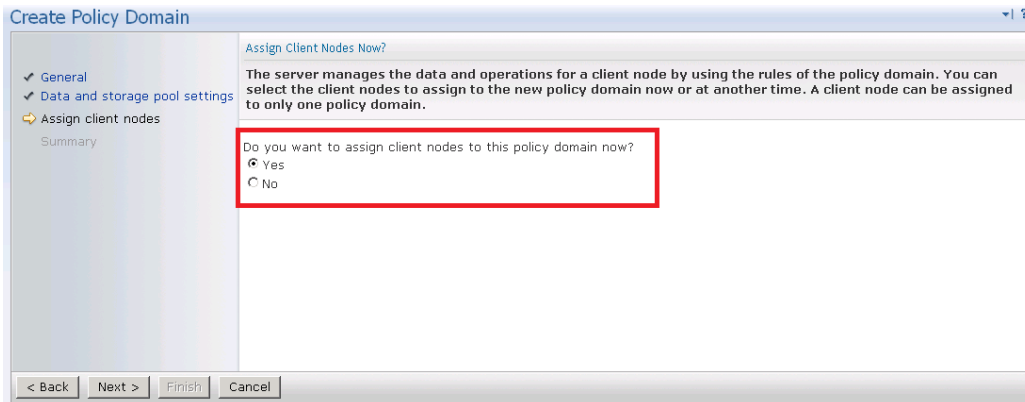 Create Policy Domain
?
Assign Client Nodes Now?
General
Data and storage pool settings
Assign client nodes
Summary
The server manages the data and operations for a client node by using the rules of the policy domain. You can
select the client nodes to assign to the new policy domain now or at another time. A client node can be assigned
to only one policy domain.
Do you want to assign client nodes to this policy domain now?
Yes
No
< Back Next > Finish Cancel